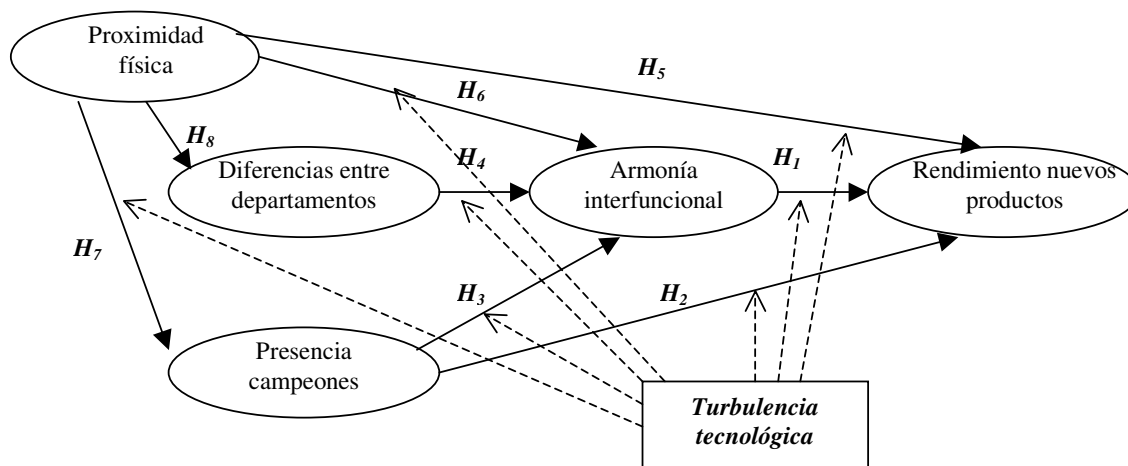 Proximidad
física
H5
H6
H8
Diferencias entre
departamentos
H4
Armonía
interfuncional
H1
Rendimiento nuevos
productos
H7
H3
H2
Presencia
campeones
Turbulencia
tecnológica